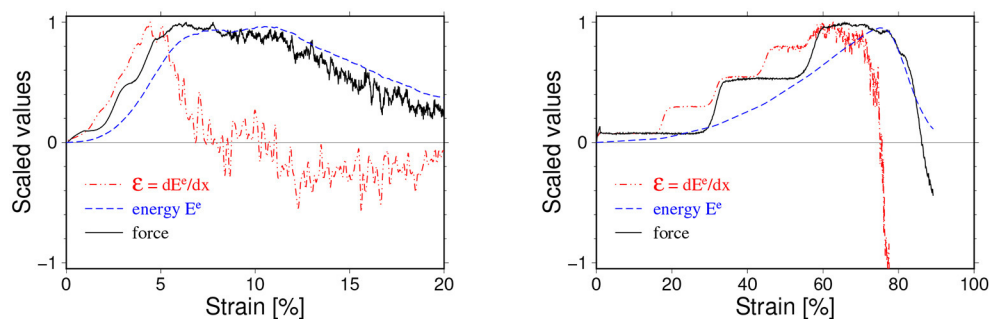 1
0
−1
Scaled values
ℇ = dEᵉ/dx
energy Eᵉ
force
0 5 10 15 20
Strain [%]
1
0
−1
Scaled values
ℇ = dEᵉ/dx
energy Eᵉ
force
0 20 40 60 80 100
Strain [%]